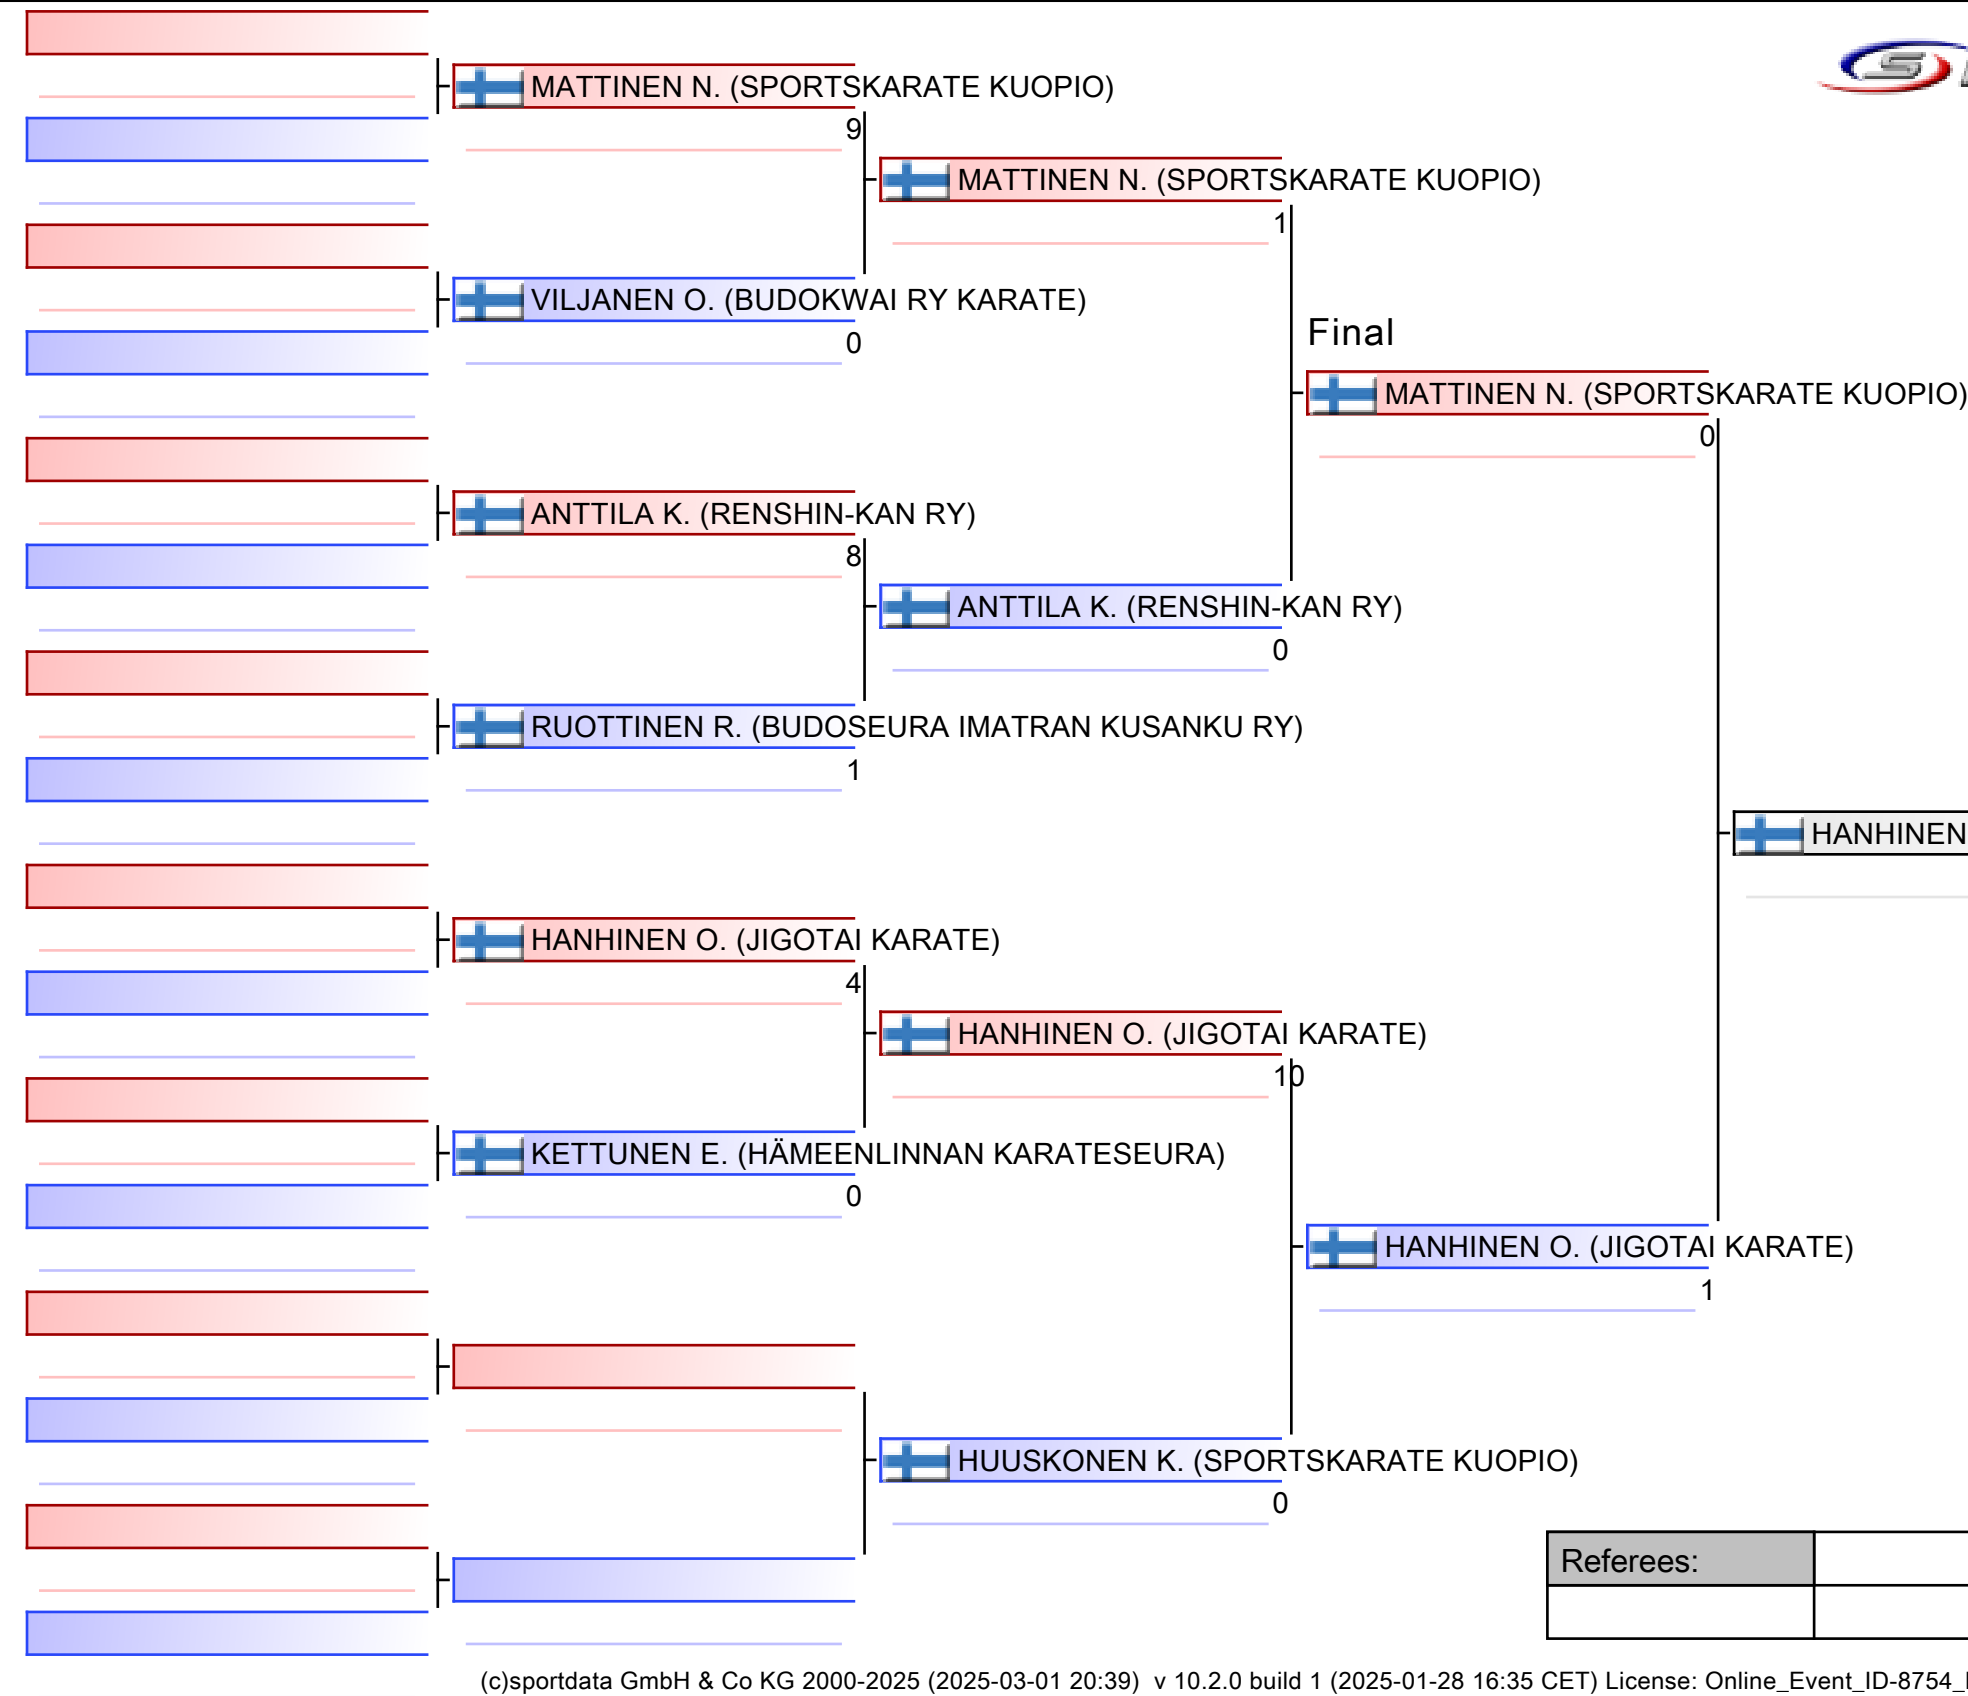 MATTINEN N. (SPORTSKARATE KUOPIO)
9
MATTINEN N. (SPORTSKARATE KUOPIO)
1
VILJANEN O. (BUDOKWAI RY KARATE)
0
Final
MATTINEN N. (SPORTSKARATE KUOPIO)
0
ANTTILA K. (RENSHIN-KAN RY)
8
ANTTILA K. (RENSHIN-KAN RY)
0
RUOTTINEN R. (BUDOSEURA IMATRAN KUSANKU RY)
1
HANHINEN
HANHINEN O. (JIGOTAI KARATE)
4
HANHINEN O. (JIGOTAI KARATE)
10
KETTUNEN E. (HÄMEENLINNAN KARATESEURA)
0
HANHINEN O. (JIGOTAI KARATE)
1
HUUSKONEN K. (SPORTSKARATE KUOPIO)
0
Referees:
(c)sportdata GmbH & Co KG 2000-2025 (2025-03-01 20:39) v 10.2.0 build 1 (2025-01-28 16:35 CET) License: Online_Event_ID-8754_